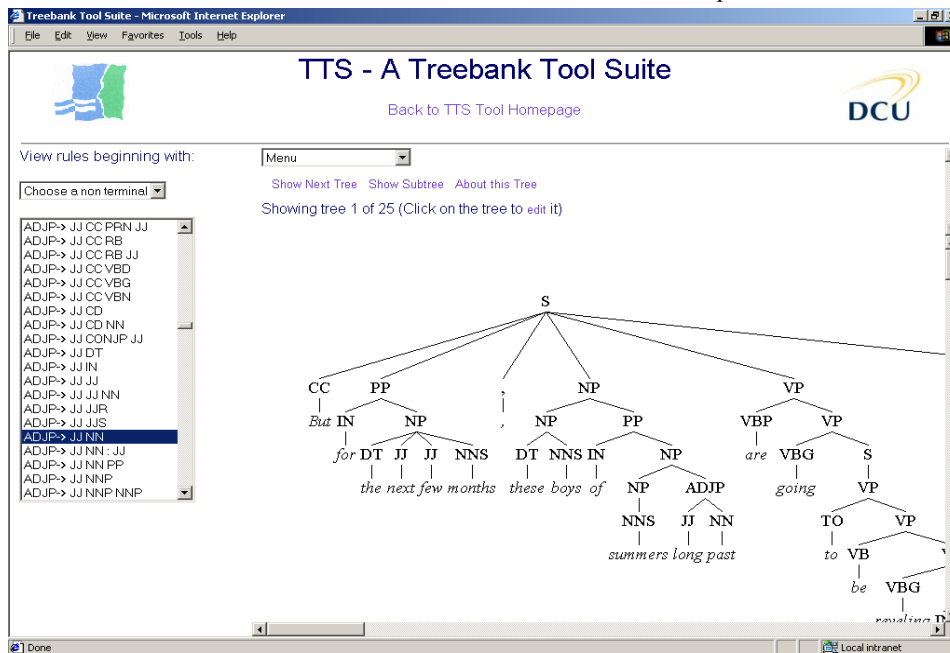 Treebank Tool Suite - Microsoft Internet Explorer
File Edit View Favorites Tools Help
TTS - A Treebank Tool Suite
Back to TTS Tool Homepage
DCU
View rules beginning with:
Choose a non terminal
ADJP-> JJ CC PRN JJ
ADJP-> JJ CC RB
ADJP-> JJ CC RB JJ
ADJP-> JJ CC VBD
ADJP-> JJ CC VBG
ADJP-> JJ CC VBN
ADJP-> JJ CD
ADJP-> JJ CD NN
ADJP-> JJ CONJP JJ
ADJP-> JJ DT
ADJP-> JJ IN
ADJP-> JJ JJ
ADJP-> JJ JJ NN
ADJP-> JJ JJR
ADJP-> JJ JJS
ADJP-> JJ NN
ADJP-> JJ NN : JJ
ADJP-> JJ NN PP
ADJP-> JJ NNP
ADJP-> JJ NNP NNP
Menu
Show Next Tree Show Subtree About this Tree
Showing tree 1 of 25 (Click on the tree to edit it)
S
CC PP , NP VP
But IN NP , NP PP VBP VP
for DT JJ JJ NNS DT NNS IN NP are VBG S
the next few months these boys of NP ADJP going VP
NNS JJ NN TO VP
summers long past to VB
be VBG
reveling
Done Local intranet